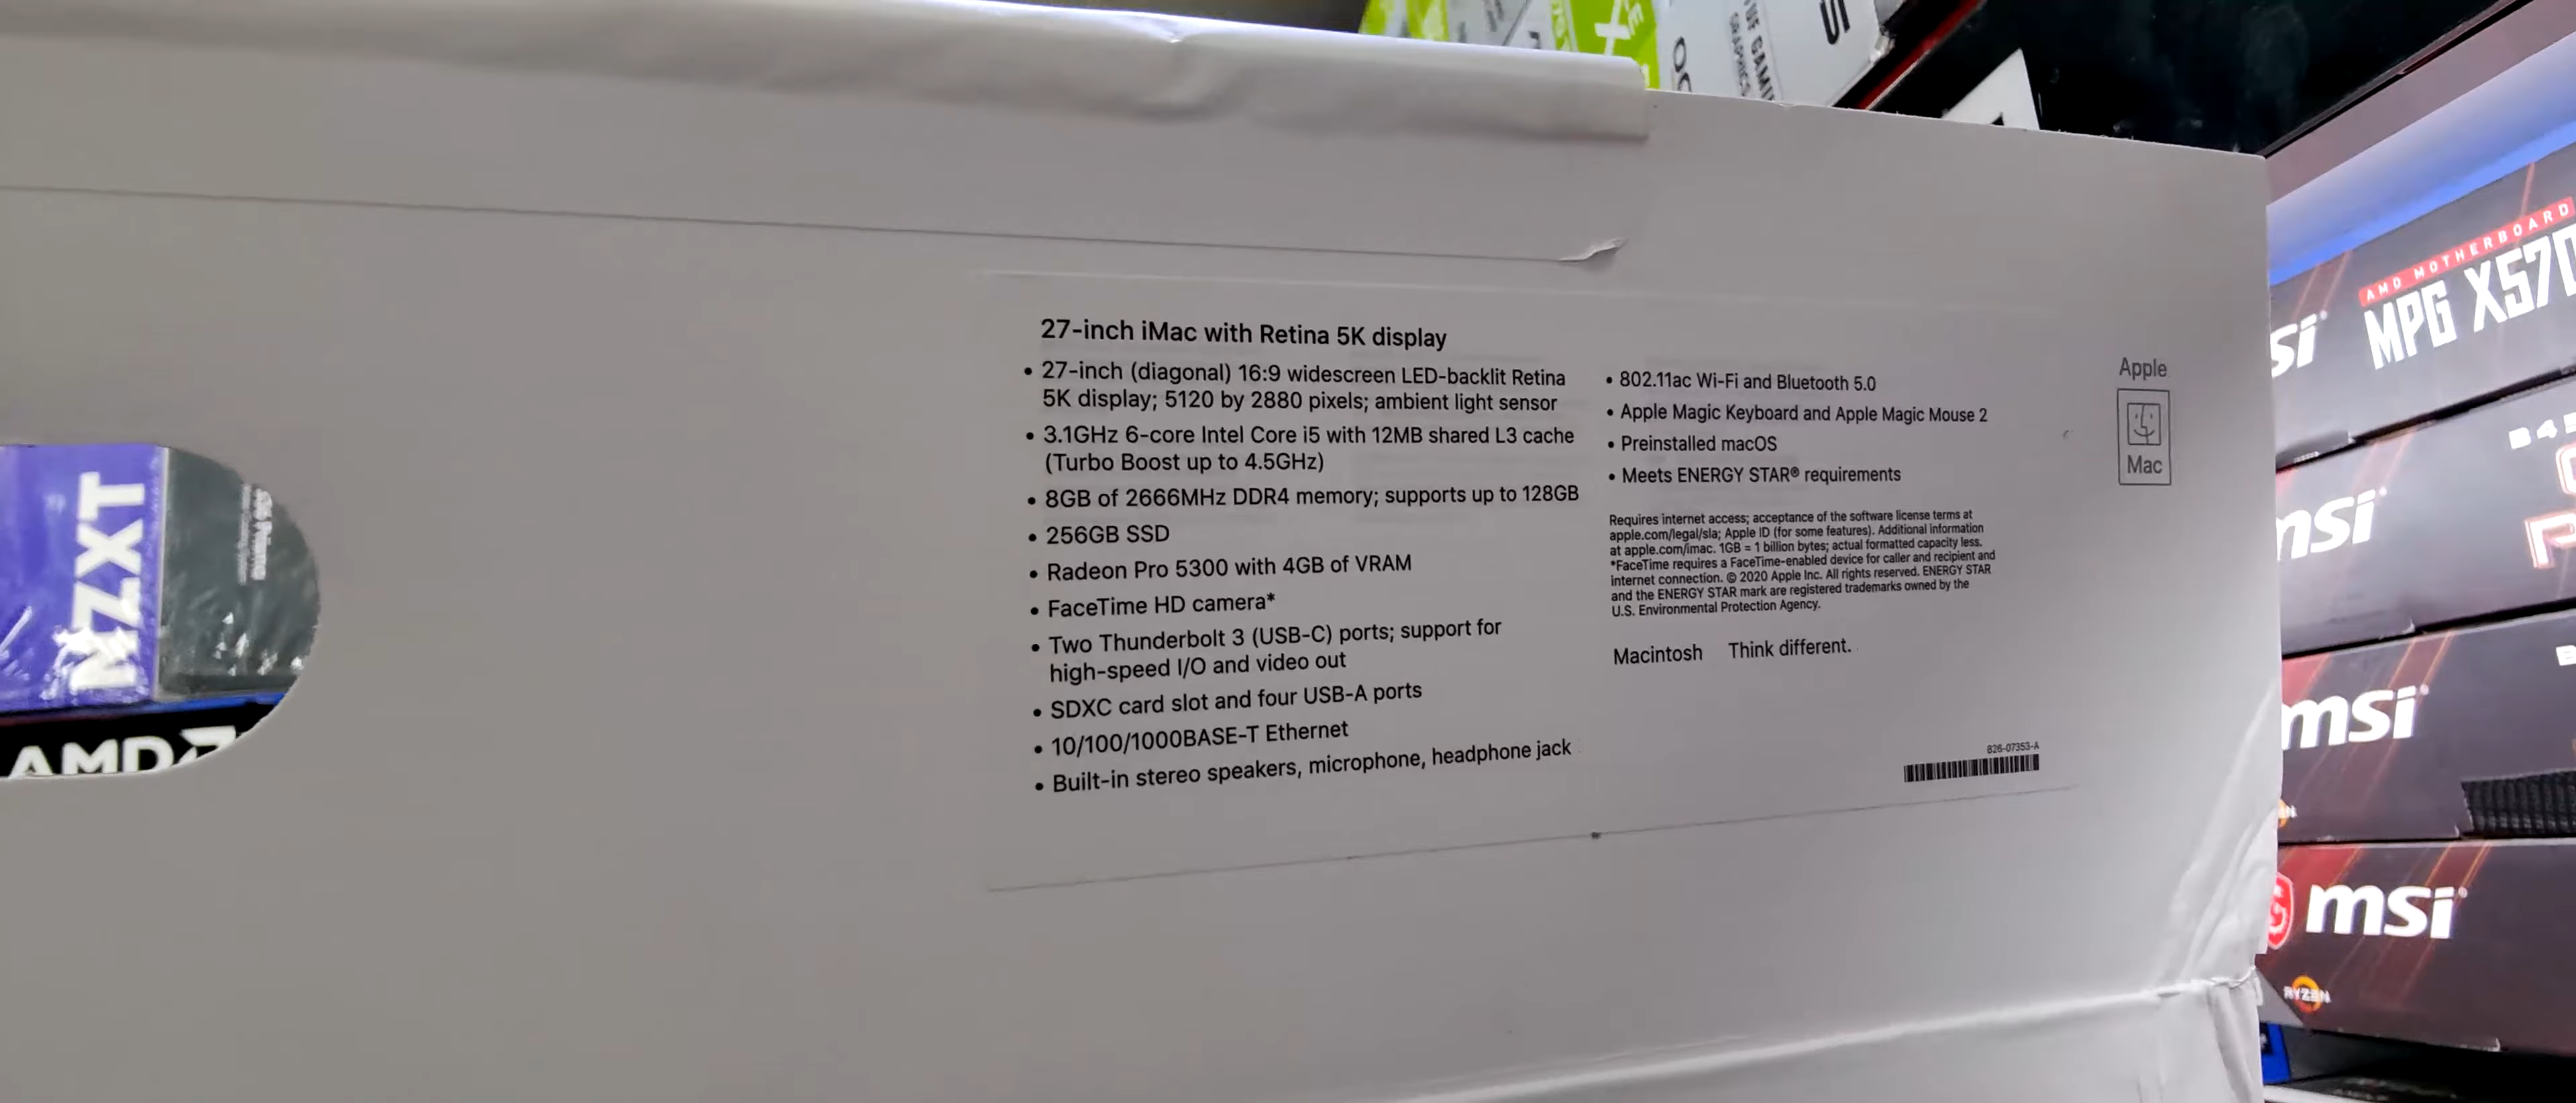 27-inch iMac with Retina 5K display
• 27-inch (diagonal) 16:9 widescreen LED-backlit Retina
5K display; 5120 by 2880 pixels; ambient light sensor
• 3.1GHz 6-core Intel Core i5 with 12MB shared L3 cache
(Turbo Boost up to 4.5GHz)
• 8GB of 2666MHz DDR4 memory; supports up to 128GB
• 256GB SSD
• Radeon Pro 5300 with 4GB of VRAM
• FaceTime HD camera*
• Two Thunderbolt 3 (USB-C) ports; support for
high-speed I/O and video out
• SDXC card slot and four USB-A ports
• 10/100/1000BASE-T Ethernet
• Built-in stereo speakers, microphone, headphone jack
• 802.11ac Wi-Fi and Bluetooth 5.0
• Apple Magic Keyboard and Apple Magic Mouse 2
• Preinstalled macOS
• Meets ENERGY STAR® requirements
Requires internet access; acceptance of the software license terms at
apple.com/legal/sla; Apple ID (for some features). Additional information
at apple.com/imac. 1GB = 1 billion bytes; actual formatted capacity less.
*FaceTime requires a FaceTime-enabled device for caller and recipient and
internet connection. © 2020 Apple Inc. All rights reserved. ENERGY STAR
and the ENERGY STAR mark are registered trademarks owned by the
U.S. Environmental Protection Agency.
Macintosh Think different.
826-07353-A
Apple
Mac
NZXT
AMD
AMD MOTHERBOARD
MPG X570
msi
msi
msi
RYZEN